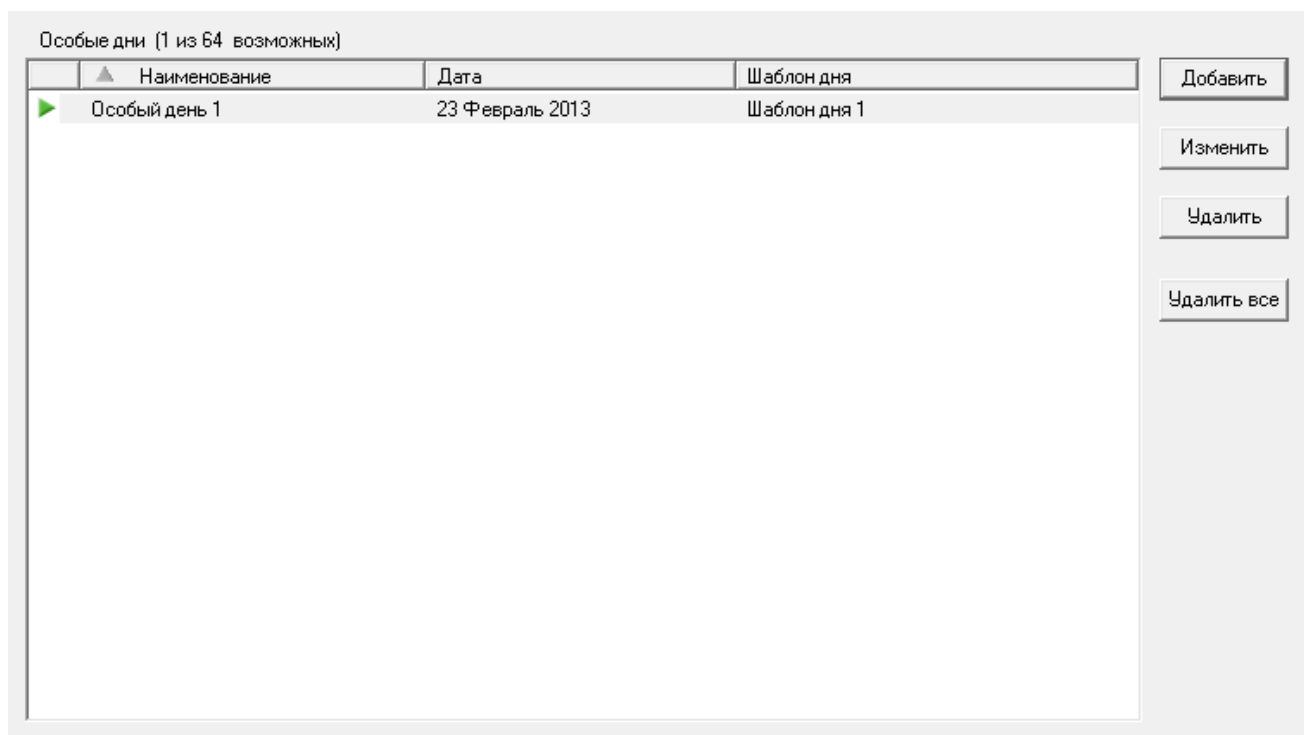 Особые дни (1 из 64 возможных)
Наименование Дата Шаблон дня
Особый день 1 23 Февраль 2013 Шаблон дня 1
Добавить
Изменить
Удалить
Удалить все